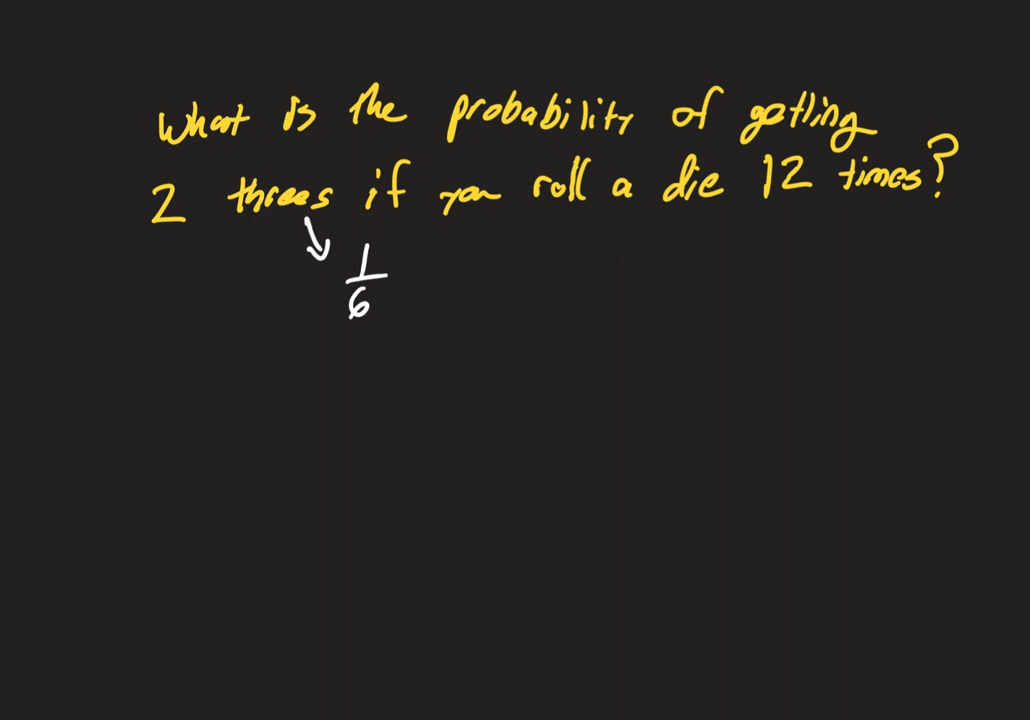 What is the probability of getting
2 threes if you roll a die 12 times?
1
6